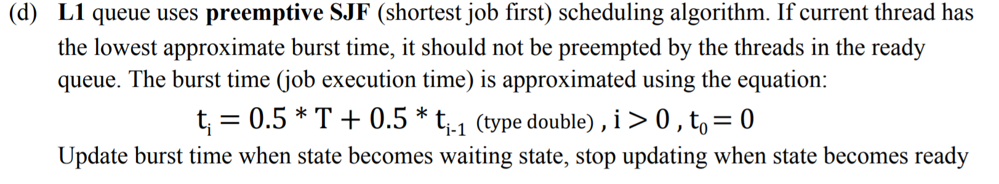 (d) L1 queue uses preemptive SJF (shortest job first) scheduling algorithm. If current thread has
the lowest approximate burst time, it should not be preempted by the threads in the ready
queue. The burst time (job execution time) is approximated using the equation:
tᵢ = 0.5 * T + 0.5 * tᵢ₋₁ (type double) , i > 0 , t₀ = 0
Update burst time when state becomes waiting state, stop updating when state becomes ready